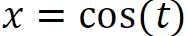 x = cos(t)